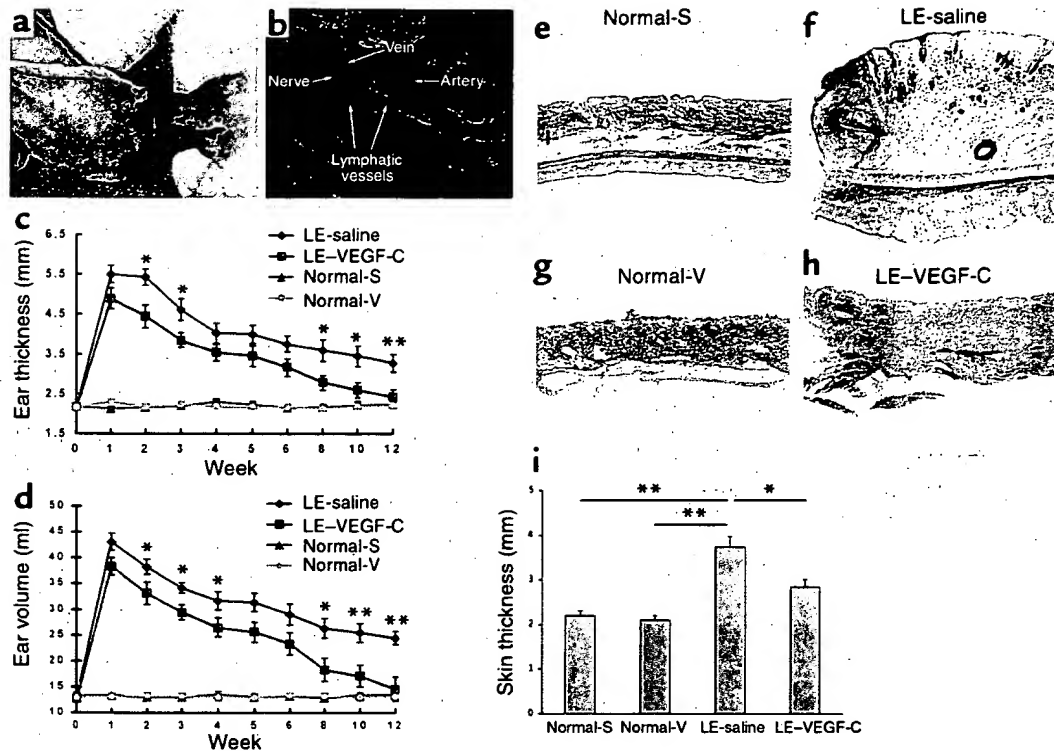 a
b
Vein
Nerve
Artery
Lymphatic
vessels
c
Ear thickness (mm)
6.5
5.5
4.5
3.5
2.5
1.5
LE-saline
LE–VEGF-C
Normal-S
Normal-V
* * * * **
0 1 2 3 4 5 6 8 10 12
Week
d
Ear volume (ml)
50
45
40
35
30
25
20
15
10
LE-saline
LE–VEGF-C
Normal-S
Normal-V
* * * * ** **
0 1 2 3 4 5 6 8 10 12
Week
e
Normal-S
f
LE-saline
g
Normal-V
h
LE–VEGF-C
i
Skin thickness (mm)
5
4
3
2
1
0
** *
**
Normal-S Normal-V LE-saline LE–VEGF-C